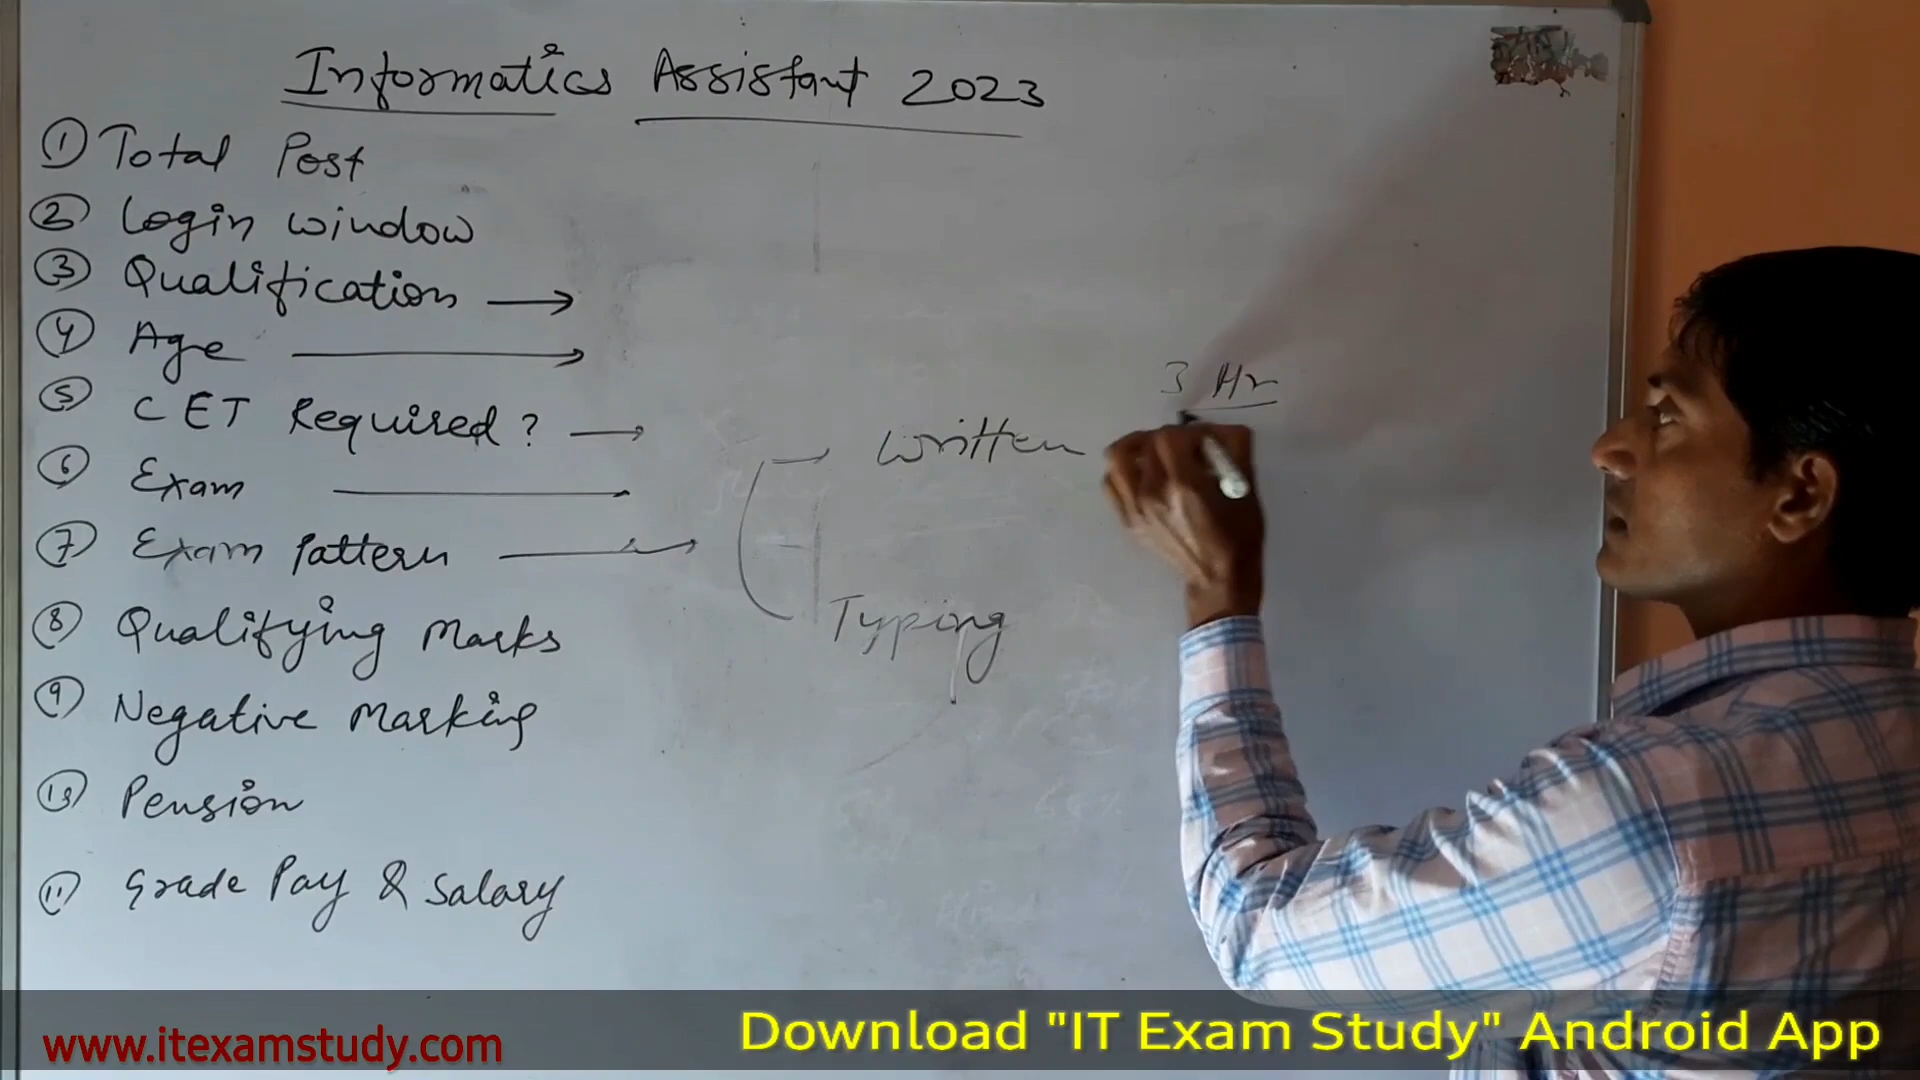 Informatics Assistant 2023
① Total Post
② Login window
③ Qualification →
④ Age →
⑤ CET Required? →
⑥ Exam
⑦ Exam Pattern →
Written
3 Hr
Typing
⑧ Qualifying Marks
⑨ Negative Marking
⑩ Pension
⑪ Grade Pay & Salary
www.itexamstudy.com
Download "IT Exam Study" Android App